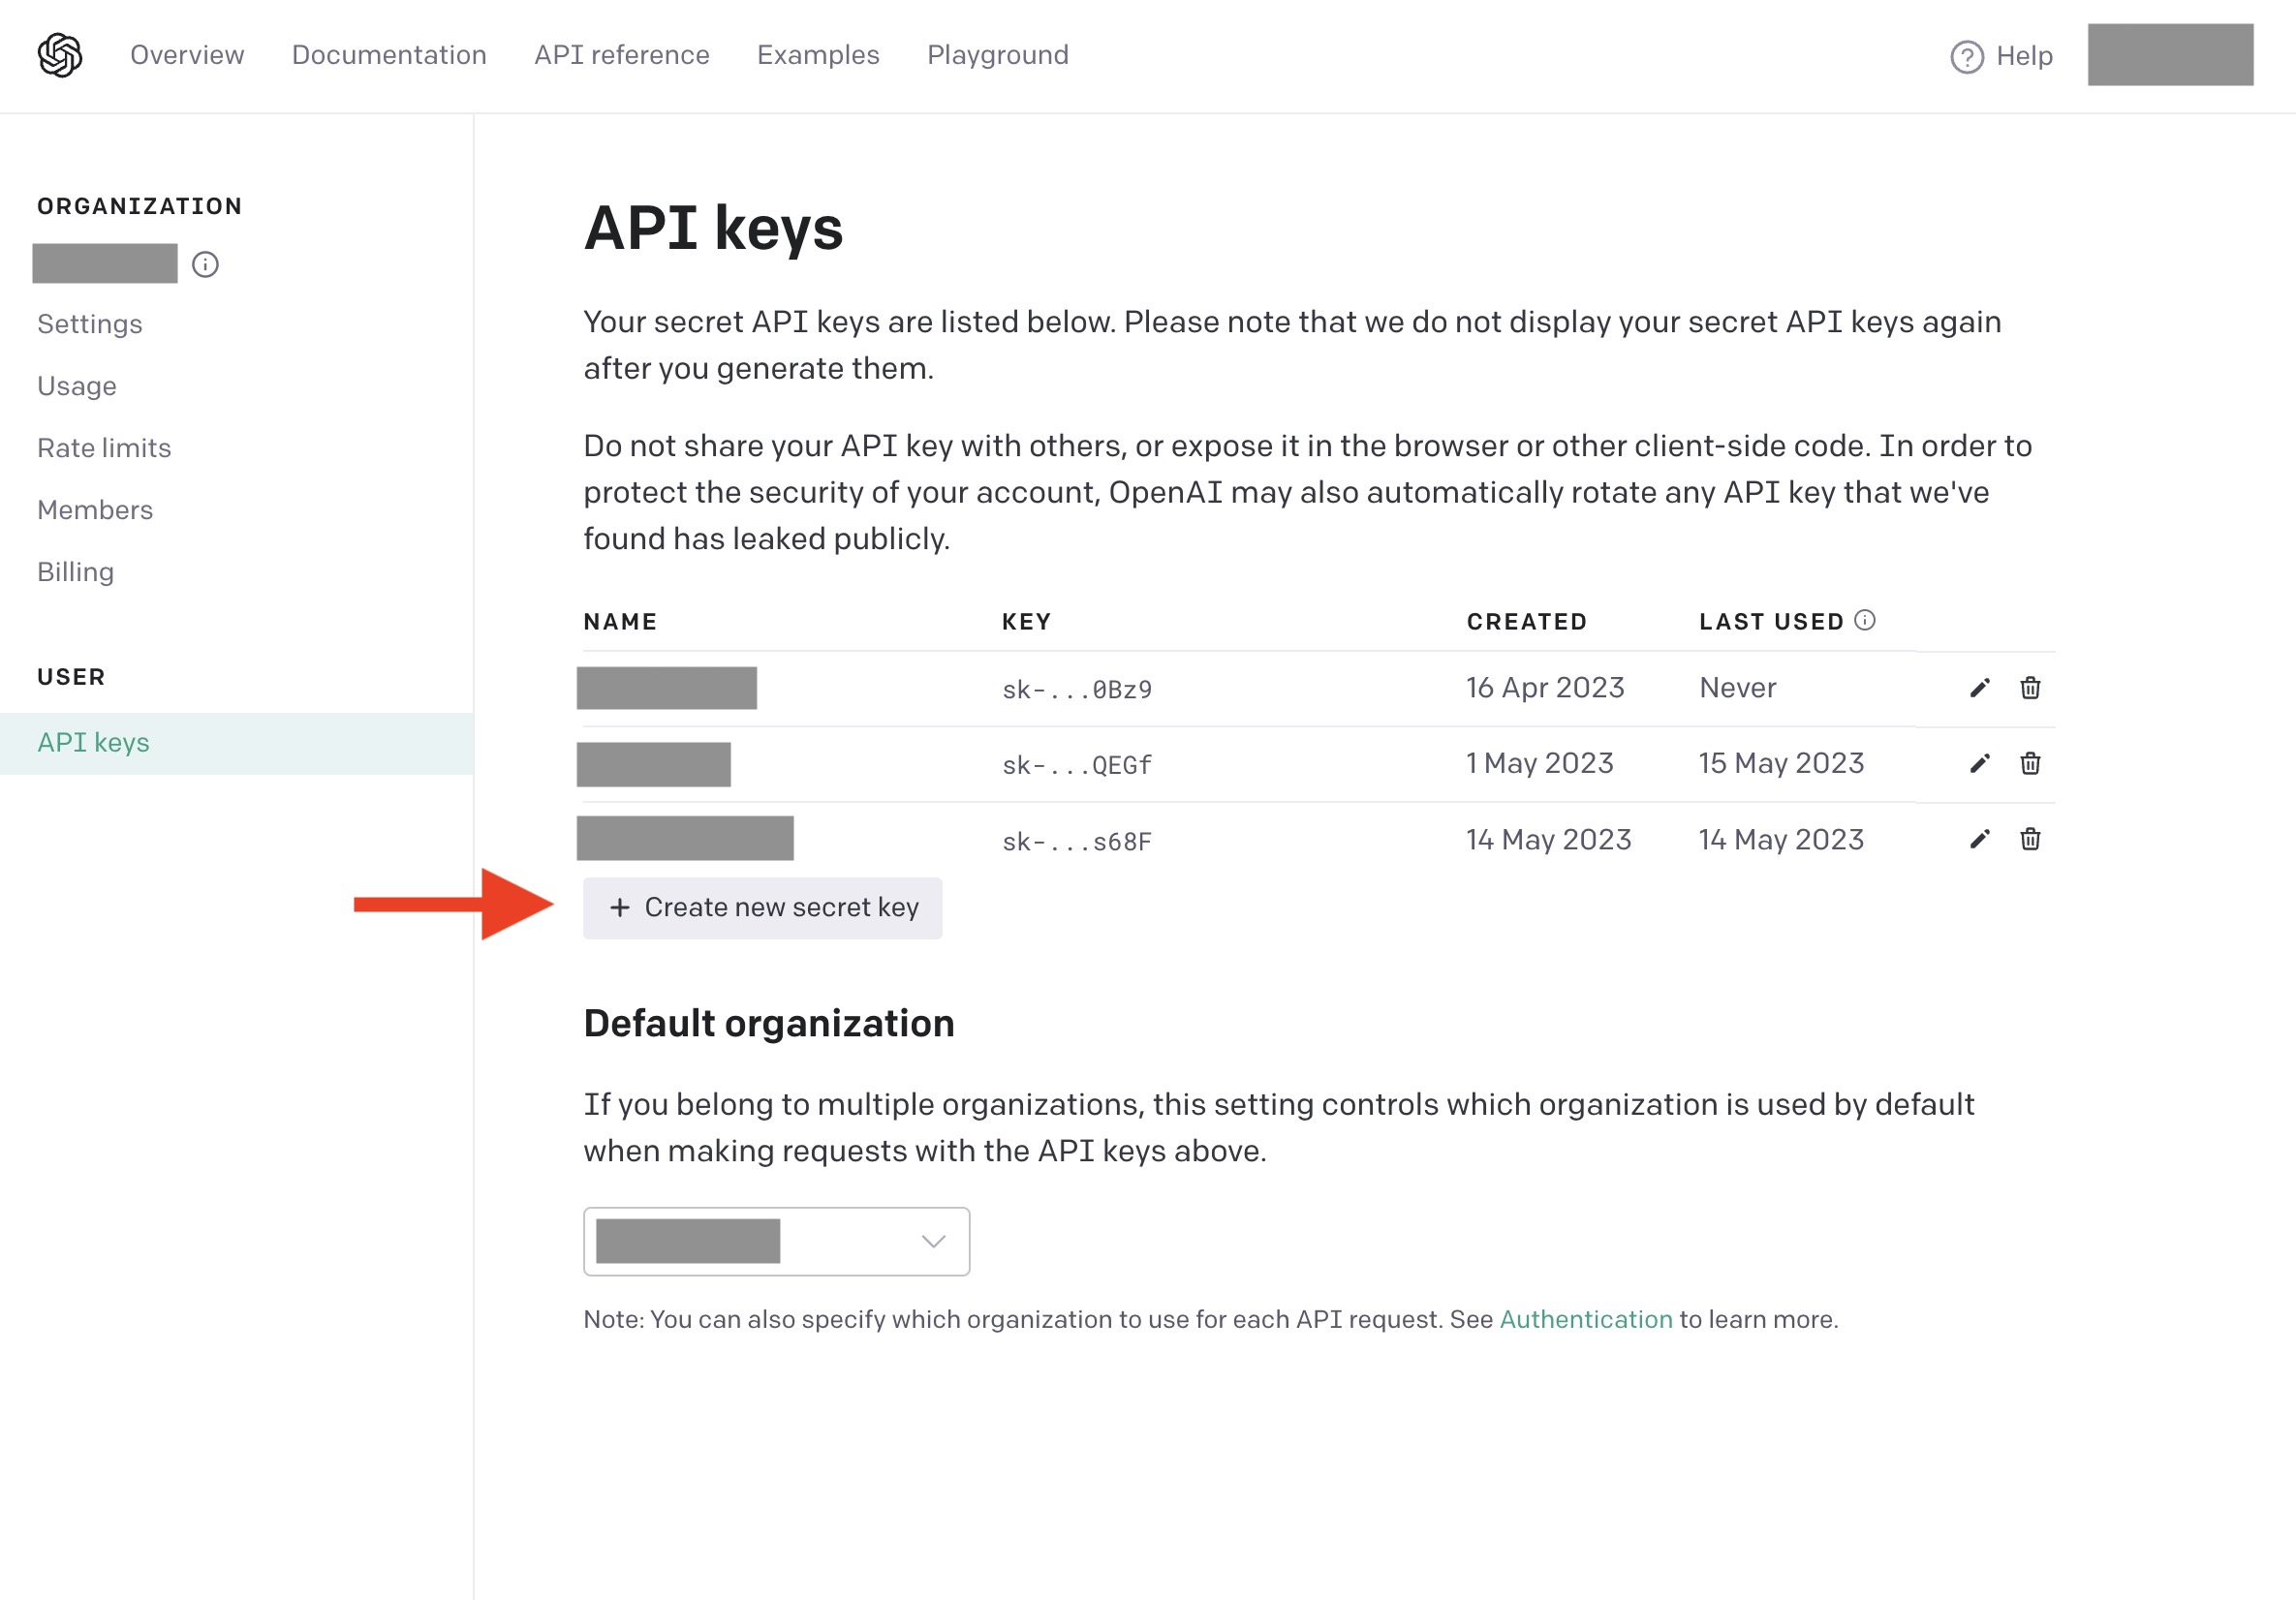 Overview Documentation API reference Examples Playground Help
ORGANIZATION
Settings
Usage
Rate limits
Members
Billing
USER
API keys
API keys
Your secret API keys are listed below. Please note that we do not display your secret API keys again
after you generate them.
Do not share your API key with others, or expose it in the browser or other client-side code. In order to
protect the security of your account, OpenAI may also automatically rotate any API key that we've
found has leaked publicly.
NAME KEY CREATED LAST USED
sk-...0Bz9 16 Apr 2023 Never
sk-...QEGf 1 May 2023 15 May 2023
sk-...s68F 14 May 2023 14 May 2023
+ Create new secret key
Default organization
If you belong to multiple organizations, this setting controls which organization is used by default
when making requests with the API keys above.
Note: You can also specify which organization to use for each API request. See Authentication to learn more.